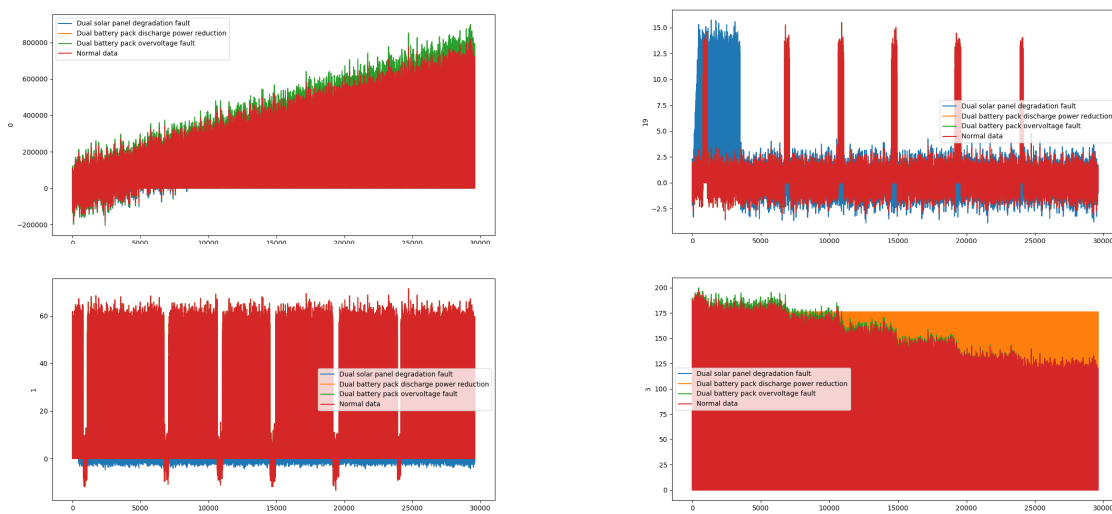 Dual solar panel degradation fault
Dual battery pack discharge power reduction
Dual battery pack overvoltage fault
Normal data
800000
600000
400000
200000
0
−200000
0
0 5000 10000 15000 20000 25000 30000
Dual solar panel degradation fault
Dual battery pack discharge power reduction
Dual battery pack overvoltage fault
Normal data
15.0
12.5
10.0
7.5
5.0
2.5
0.0
−2.5
19
0 5000 10000 15000 20000 25000 30000
Dual solar panel degradation fault
Dual battery pack discharge power reduction
Dual battery pack overvoltage fault
Normal data
60
40
20
0
1
0 5000 10000 15000 20000 25000 30000
Dual solar panel degradation fault
Dual battery pack discharge power reduction
Dual battery pack overvoltage fault
Normal data
200
175
150
125
100
75
50
25
0
3
0 5000 10000 15000 20000 25000 30000